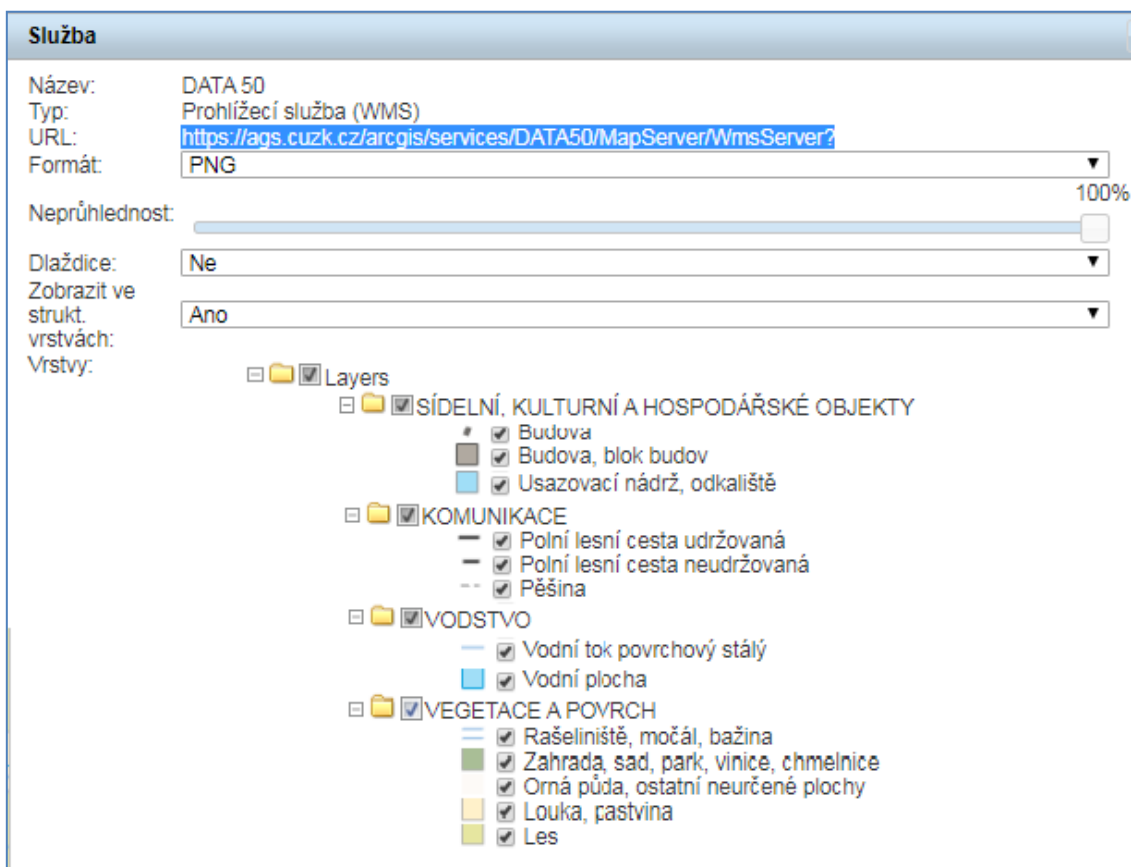 Služba
Název: DATA 50
Typ: Prohlížecí služba (WMS)
URL: https://ags.cuzk.cz/arcgis/services/DATA50/MapServer/WmsServer?
Formát: PNG
100%
Neprůhlednost:
Dlaždice: Ne
Zobrazit ve
strukt. Ano
vrstvách:
Vrstvy:
Layers
SÍDELNÍ, KULTURNÍ A HOSPODÁŘSKÉ OBJEKTY
Budova
Budova, blok budov
Usazovací nádrž, odkaliště
KOMUNIKACE
Polní lesní cesta udržovaná
Polní lesní cesta neudržovaná
Pěšina
VODSTVO
Vodní tok povrchový stálý
Vodní plocha
VEGETACE A POVRCH
Rašeliniště, močál, bažina
Zahrada, sad, park, vinice, chmelnice
Orná půda, ostatní neurčené plochy
Louka, pastvina
Les